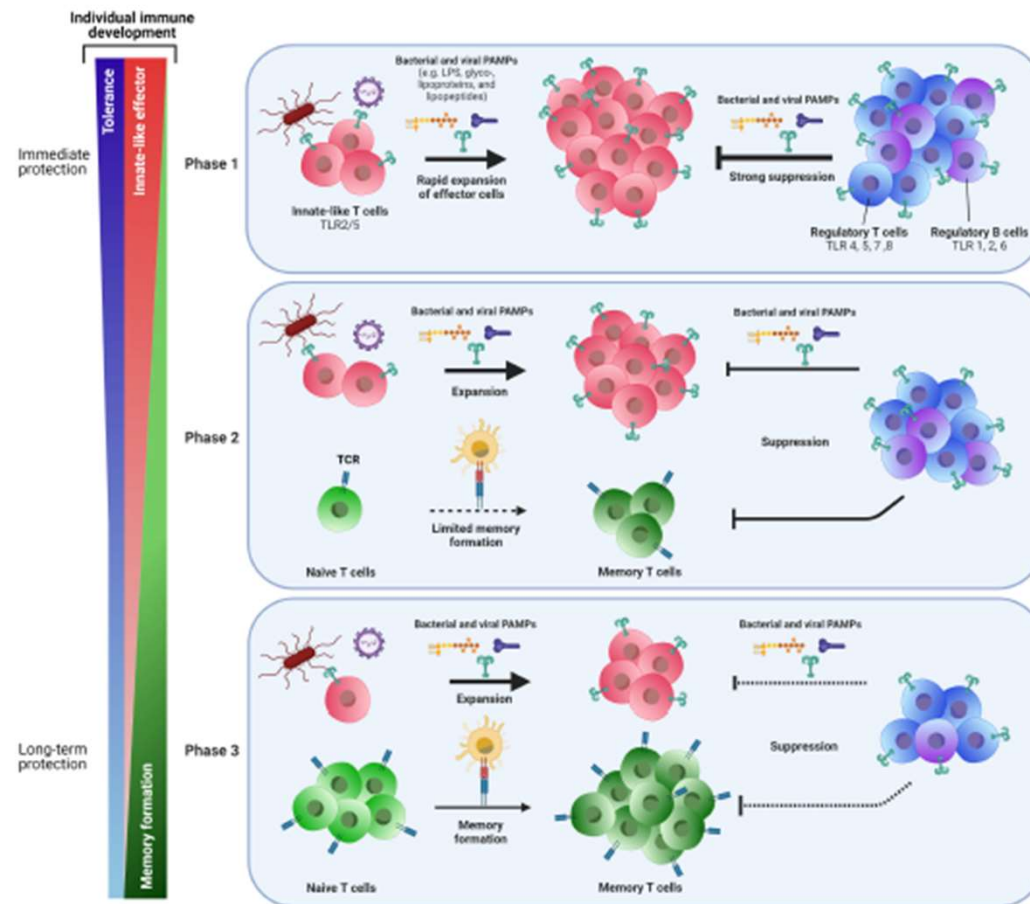 Individual immune
development
Tolerance
Innate-like effector
Memory formation
Immediate
protection
Long-term
protection
Phase 1
Bacterial and viral PAMPs
(e.g. LPS, glyco-,
lipoproteins, and
lipopeptides)
Rapid expansion
of effector cells
Innate-like T cells
TLR2/5
Bacterial and viral PAMPs
Strong suppression
Regulatory T cells
TLR 4, 5, 7 ,8
Regulatory B cells
TLR 1, 2, 6
Phase 2
Bacterial and viral PAMPs
Expansion
Bacterial and viral PAMPs
Suppression
TCR
Limited memory
formation
Naive T cells
Memory T cells
Phase 3
Bacterial and viral PAMPs
Expansion
Bacterial and viral PAMPs
Suppression
Memory
formation
Naive T cells
Memory T cells